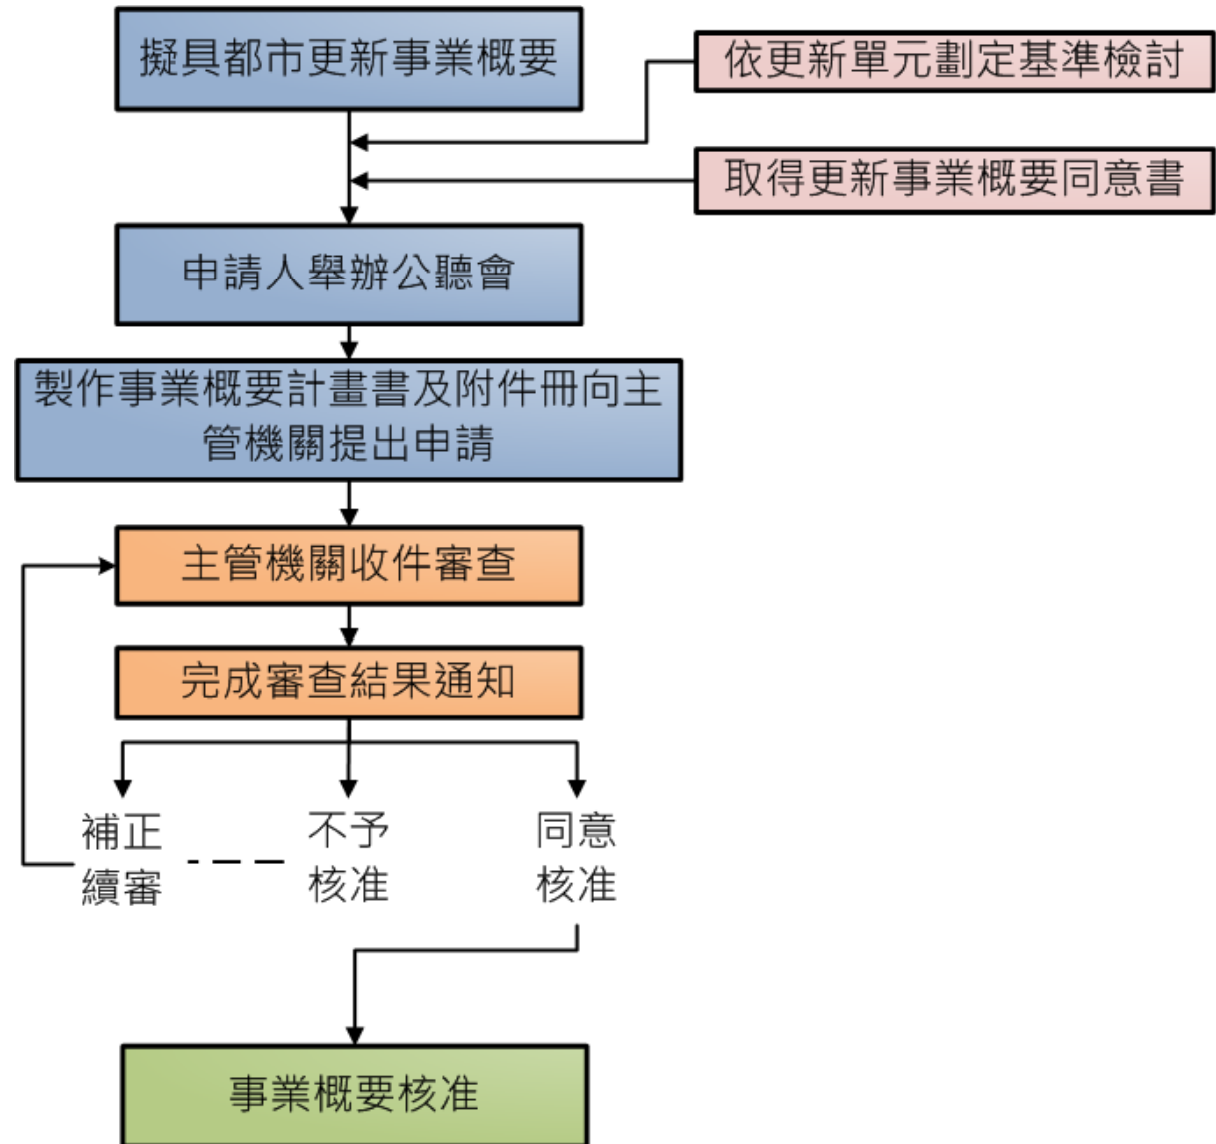 擬具都市更新事業概要
依更新單元劃定基準檢討
取得更新事業概要同意書
申請人舉辦公聽會
製作事業概要計畫書及附件冊向主
管機關提出申請
主管機關收件審查
完成審查結果通知
補正
續審
不予
核准
同意
核准
事業概要核准